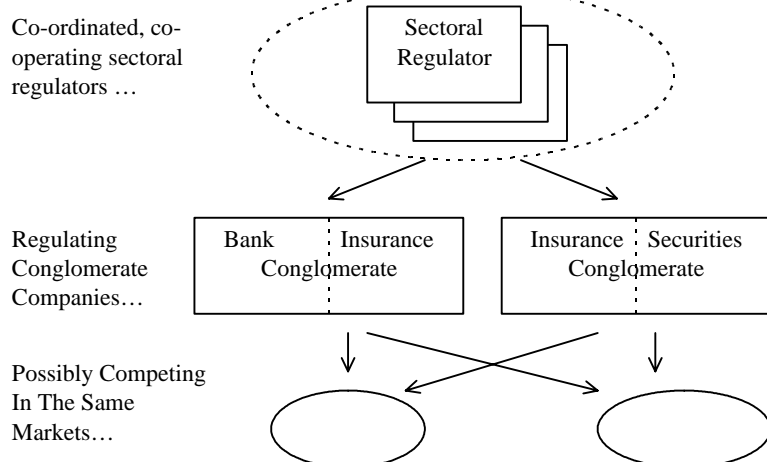 Co-ordinated, co-
operating sectoral
regulators …
Sectoral
Regulator
Regulating
Conglomerate
Companies…
Bank Insurance
Conglomerate
Insurance Securities
Conglomerate
Possibly Competing
In The Same
Markets…